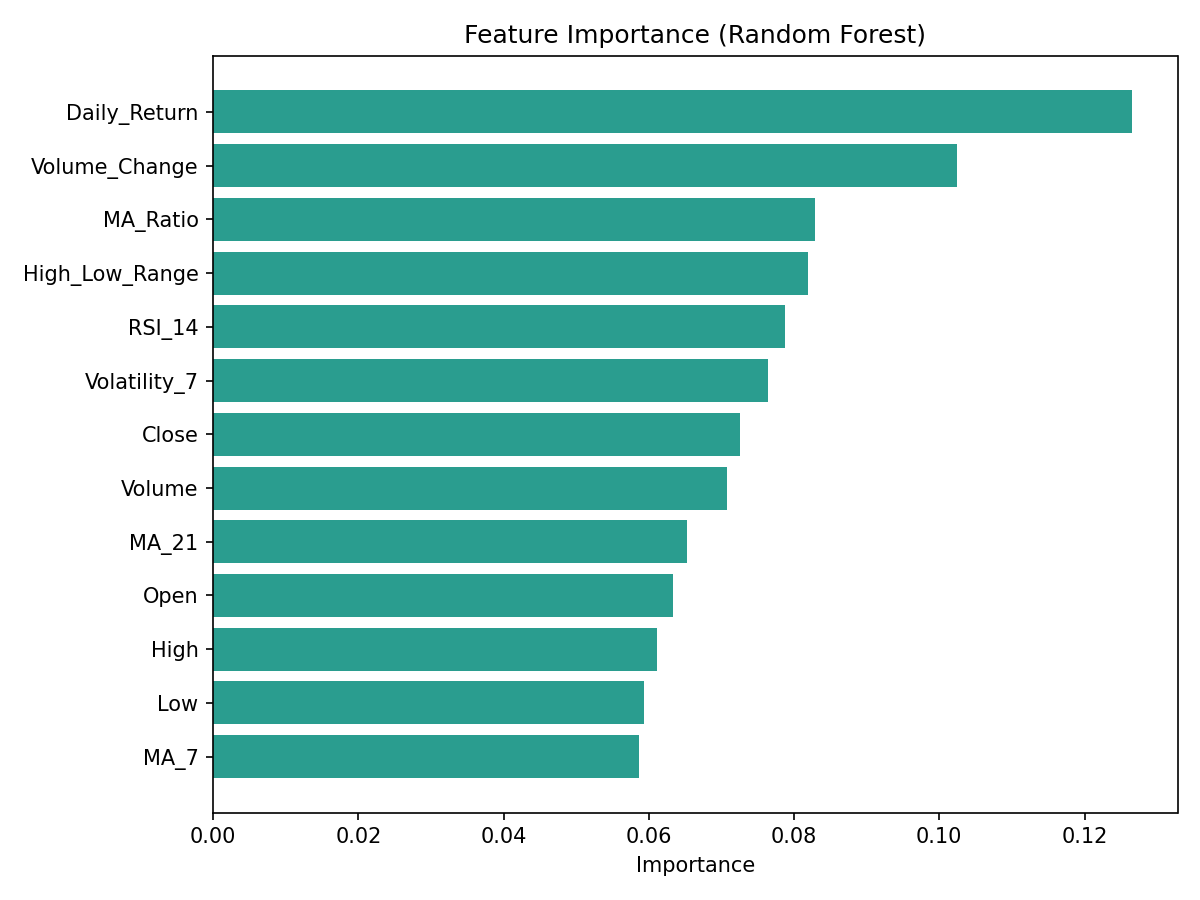 Feature Importance (Random Forest)
Daily_Return
Volume_Change
MA_Ratio
High_Low_Range
RSI_14
Volatility_7
Close
Volume
MA_21
Open
High
Low
MA_7
0.00 0.02 0.04 0.06 0.08 0.10 0.12
Importance